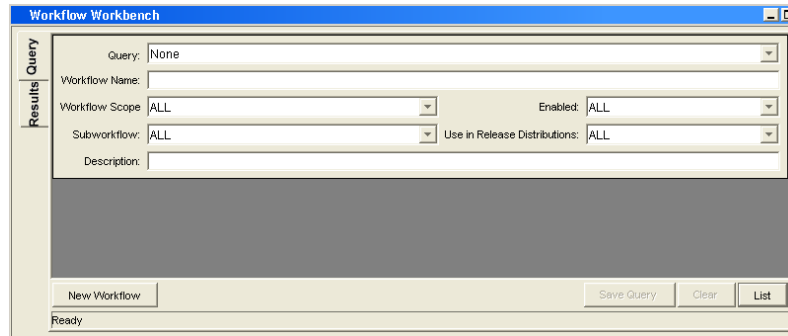 Workflow Workbench
Query
Results
Query: None
Workflow Name:
Workflow Scope ALL Enabled: ALL
Subworkflow: ALL Use in Release Distributions: ALL
Description:
New Workflow Save Query Clear List
Ready